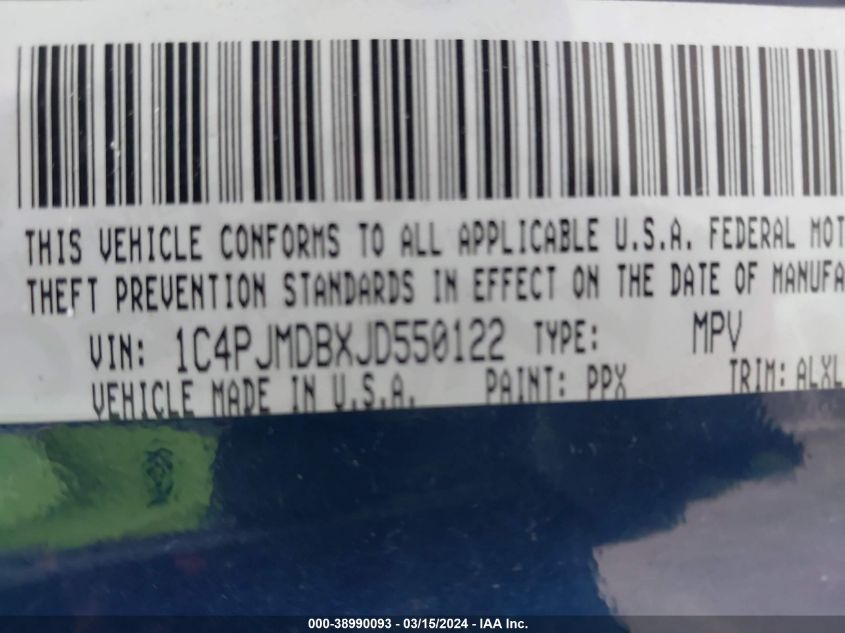 THIS VEHICLE CONFORMS TO ALL APPLICABLE U.S.A. FEDERAL MOT
THEFT PREVENTION STANDARDS IN EFFECT ON THE DATE OF MANUFA
VIN: 1C4PJMDBXJD550122 TYPE: MPV
VEHICLE MADE IN U.S.A. PAINT: PPX TRIM: ALXL
000-38990093 - 03/15/2024 - IAA Inc.